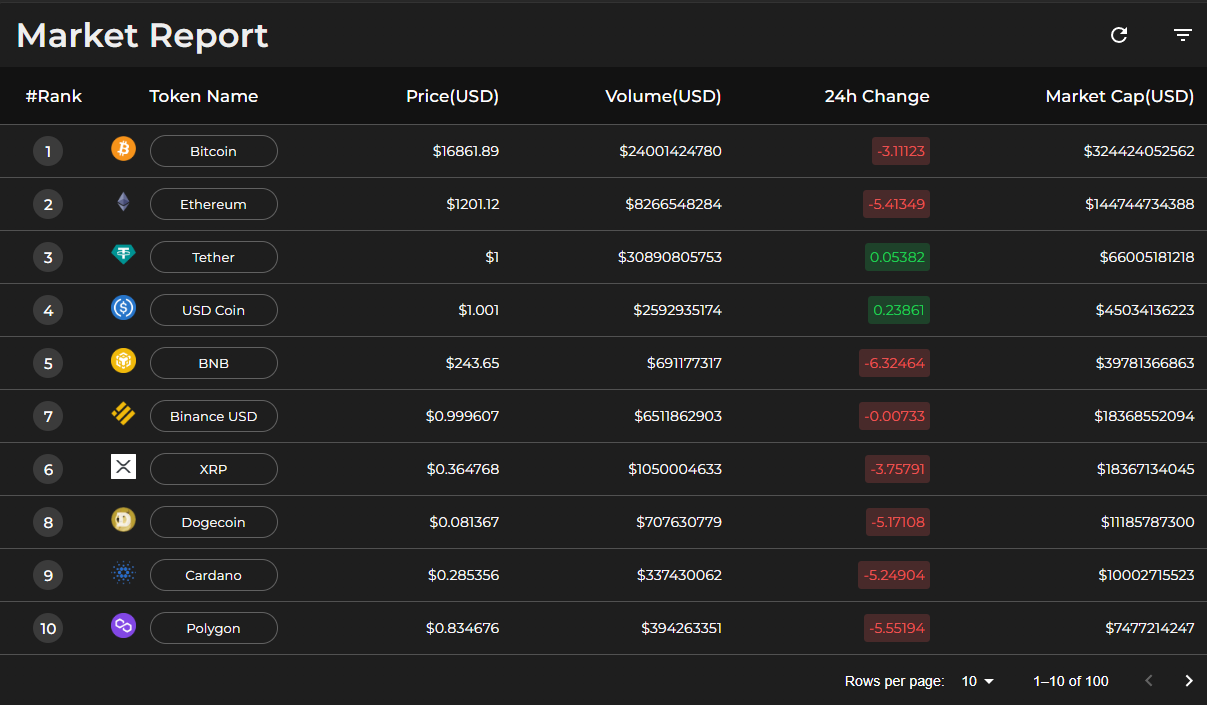 Market Report
#Rank Token Name Price(USD) Volume(USD) 24h Change Market Cap(USD)
1 Bitcoin $16861.89 $24001424780 -3.11123 $324424052562
2 Ethereum $1201.12 $8266548284 -5.41349 $144744734388
3 Tether $1 $30890805753 0.05382 $66005181218
4 USD Coin $1.001 $2592935174 0.23861 $45034136223
5 BNB $243.65 $691177317 -6.32464 $39781366863
7 Binance USD $0.999607 $6511862903 -0.00733 $18368552094
6 XRP $0.364768 $1050004633 -3.75791 $18367134045
8 Dogecoin $0.081367 $707630779 -5.17108 $11185787300
9 Cardano $0.285356 $337430062 -5.24904 $10002715523
10 Polygon $0.834676 $394263351 -5.55194 $7477214247
Rows per page: 10 1–10 of 100